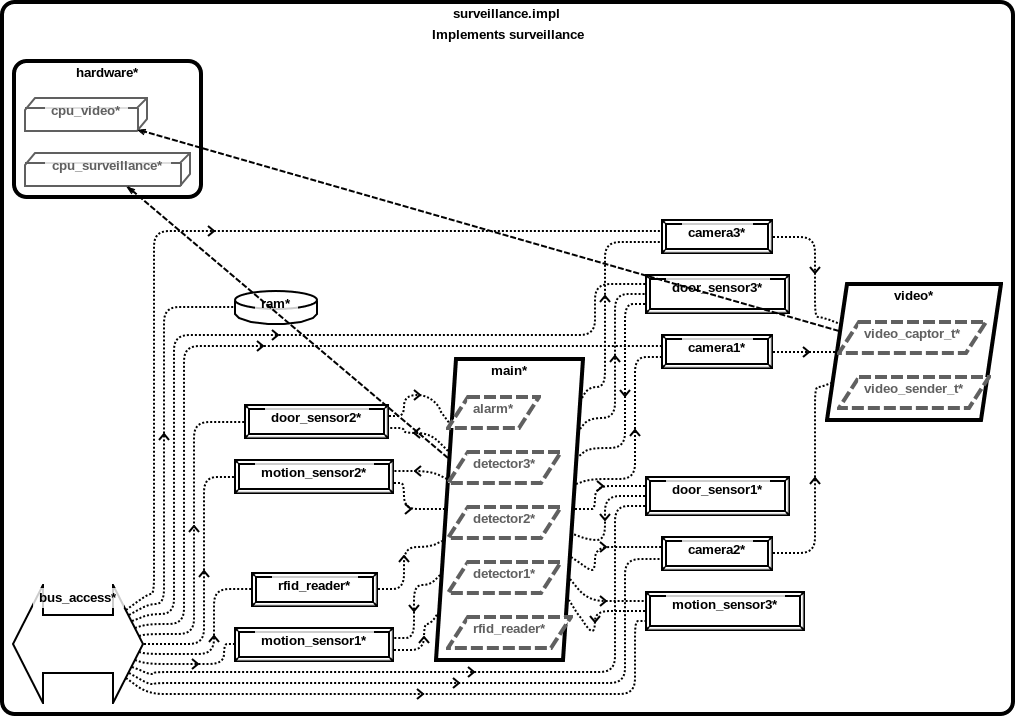 surveillance.impl
Implements surveillance
hardware*
cpu_video*
cpu_surveillance*
camera3*
door_sensor3*
ram*
camera1*
video*
video_captor_t*
video_sender_t*
main*
alarm*
detector3*
detector2*
detector1*
rfid_reader*
door_sensor2*
motion_sensor2*
rfid_reader*
motion_sensor1*
door_sensor1*
camera2*
motion_sensor3*
bus_access*